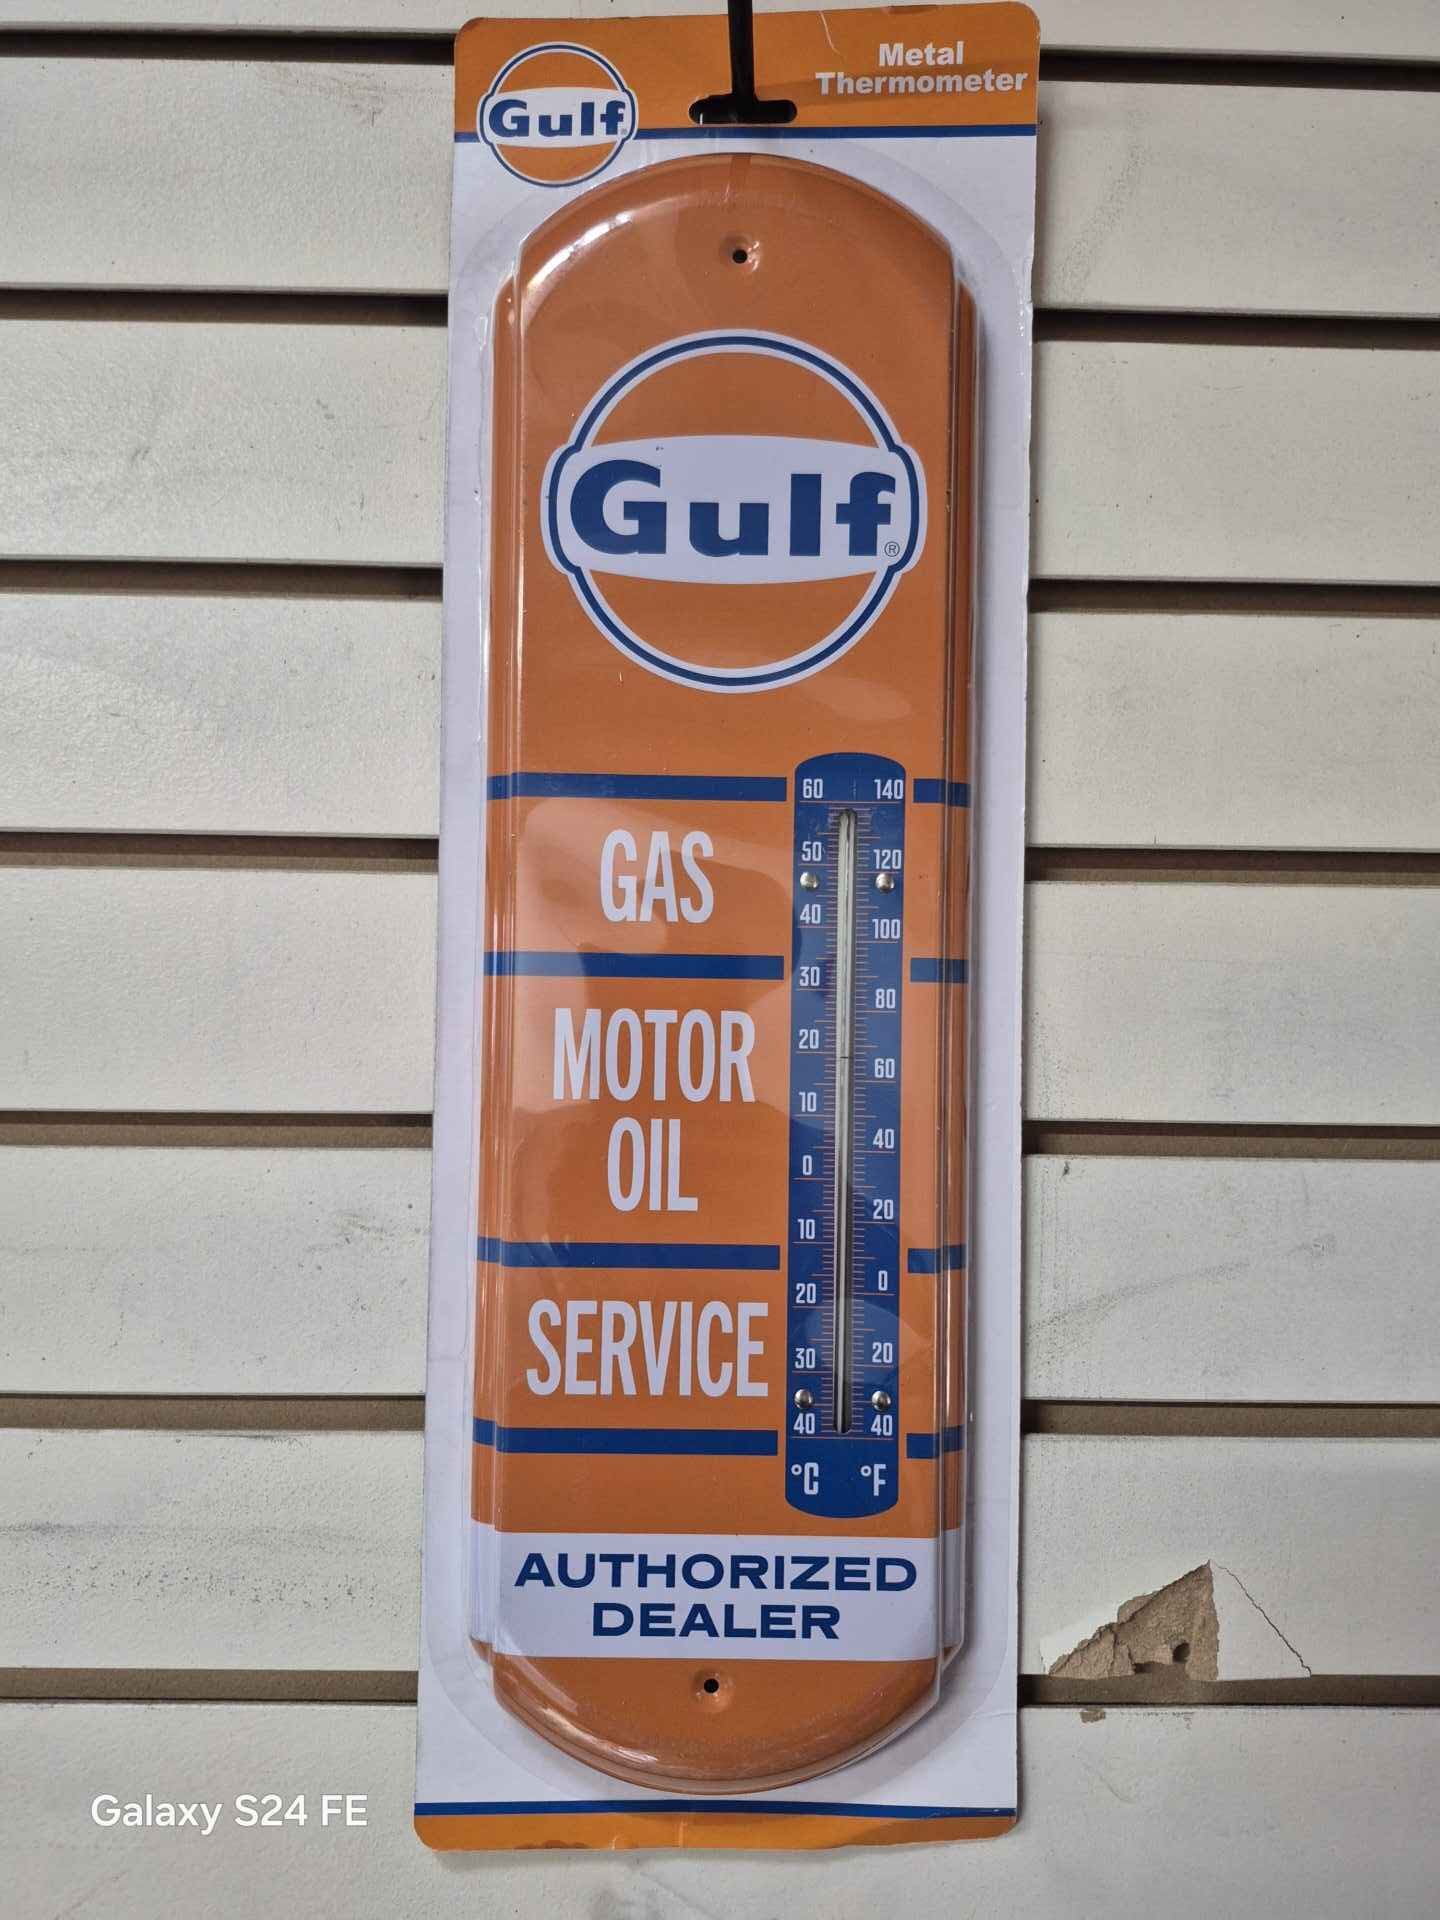 Gulf
Metal
Thermometer
Gulf®
60 140
50 120
40 100
30 80
20 60
10 40
0 20
10 0
20 20
30 40
40
°C °F
GAS
MOTOR
OIL
SERVICE
AUTHORIZED
DEALER
Galaxy S24 FE